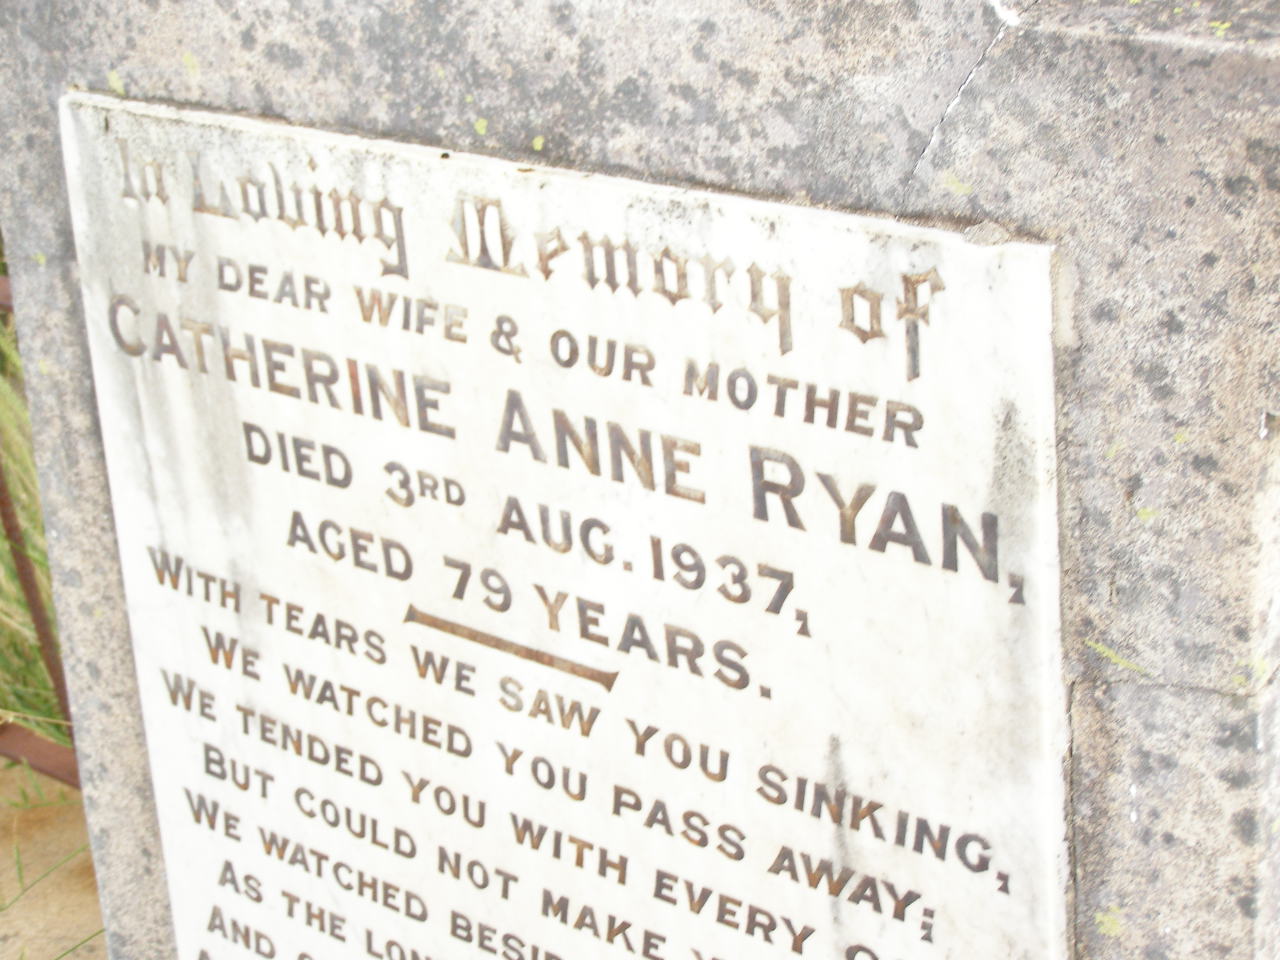 In Loving Memory of
MY DEAR WIFE & OUR MOTHER
CATHERINE ANNE RYAN,
DIED 3RD AUG. 1937,
AGED 79 YEARS.
WITH TEARS WE SAW YOU SINKING,
WE WATCHED YOU PASS AWAY;
WE TENDED YOU WITH EVERY
BUT COULD NOT MAKE
WE WATCHED
AS THE
AND